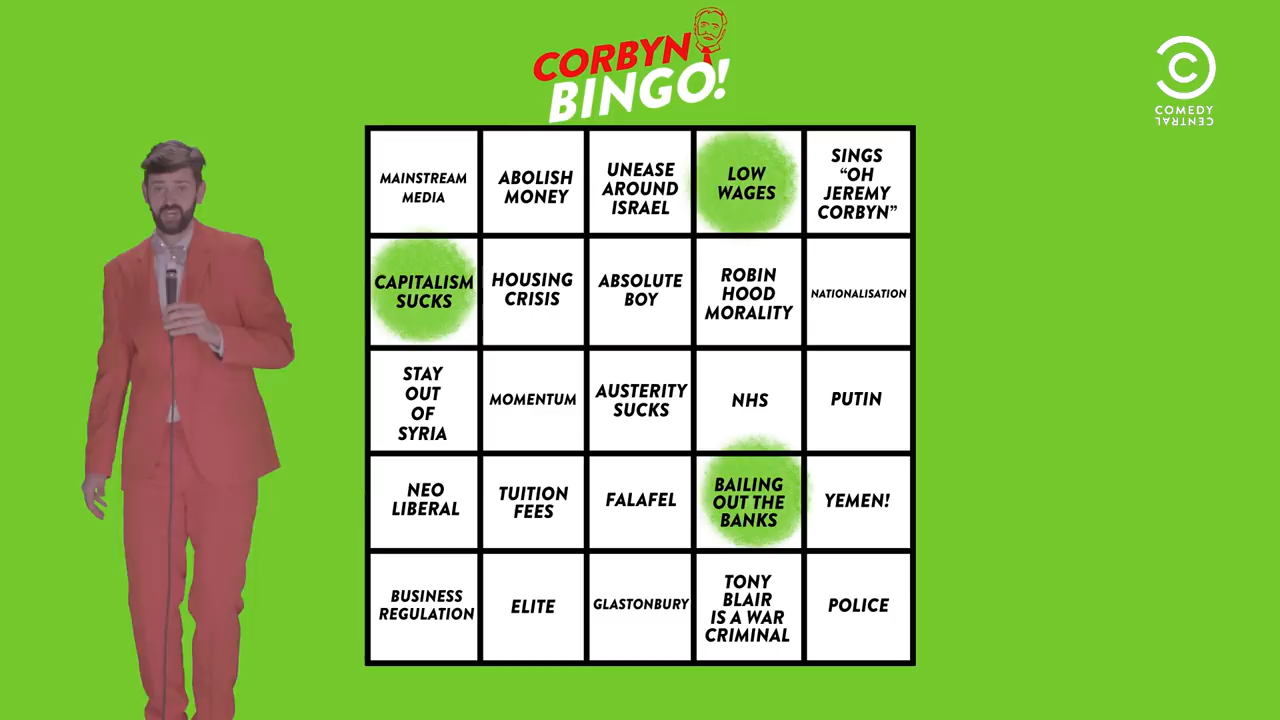 CORBYN
BINGO!
COMEDY
CENTRAL
MAINSTREAM
MEDIA
ABOLISH
MONEY
UNEASE
AROUND
ISRAEL
LOW
WAGES
SINGS
“OH
JEREMY
CORBYN”
CAPITALISM
SUCKS
HOUSING
CRISIS
ABSOLUTE
BOY
ROBIN
HOOD
MORALITY
NATIONALISATION
STAY
OUT
OF
SYRIA
MOMENTUM
AUSTERITY
SUCKS
NHS
PUTIN
NEO
LIBERAL
TUITION
FEES
FALAFEL
BAILING
OUT THE
BANKS
YEMEN!
BUSINESS
REGULATION
ELITE
GLASTONBURY
TONY
BLAIR
IS A WAR
CRIMINAL
POLICE